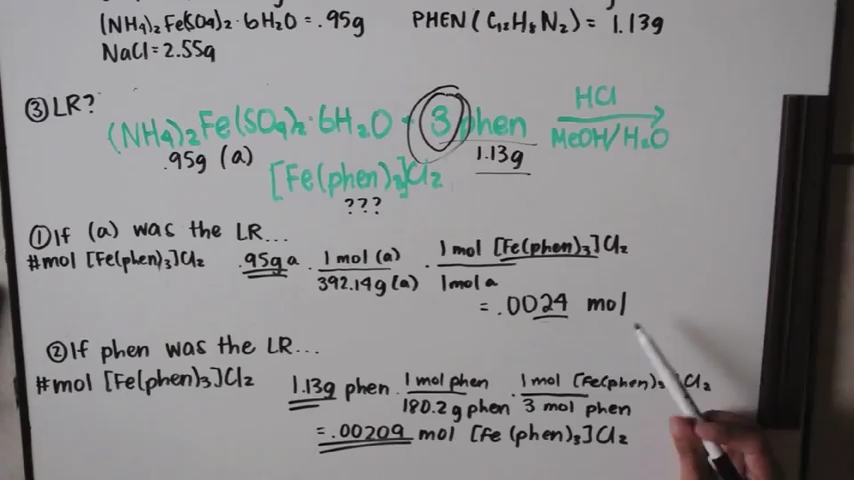 (NH4)2Fe(SO4)2·6H2O = .95g PHEN (C12H8N2) = 1.13g
NaCl = 2.55g
③ LR?
(NH4)2Fe(SO4)2·6H2O + 3 phen HCl
MeOH/H2O
.95g (a) 1.13g
[Fe(phen)3]Cl2
???
① If (a) was the LR...
#mol [Fe(phen)3]Cl2 .95g a · 1 mol (a) / 392.14g (a) · 1 mol [Fe(phen)3]Cl2 / 1 mol a
= .0024 mol
② If phen was the LR...
#mol [Fe(phen)3]Cl2 1.13g phen · 1 mol phen / 180.2 g phen · 1 mol [Fe(phen)3]Cl2 / 3 mol phen
= .00209 mol [Fe(phen)3]Cl2